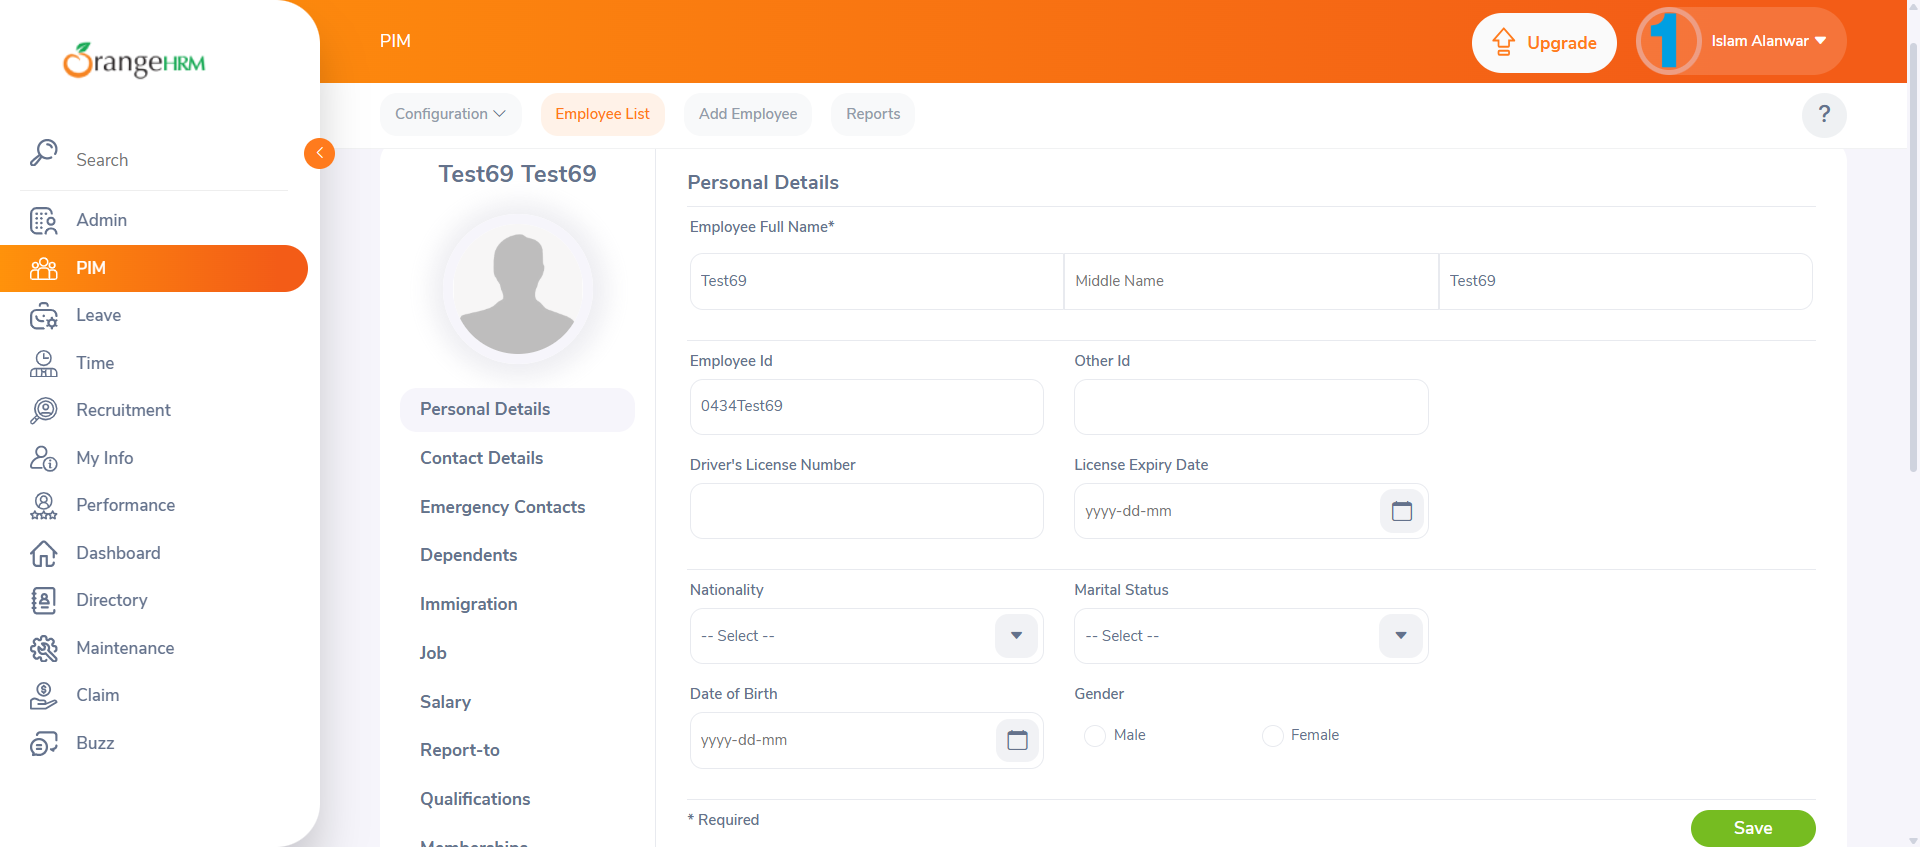 OrangeHRM
Search
Admin
PIM
Leave
Time
Recruitment
My Info
Performance
Dashboard
Directory
Maintenance
Claim
Buzz
PIM
Upgrade
1
Islam Alanwar
Configuration
Employee List
Add Employee
Reports
?
Test69 Test69
Personal Details
Contact Details
Emergency Contacts
Dependents
Immigration
Job
Salary
Report-to
Qualifications
Memberships
Personal Details
Employee Full Name*
Test69
Middle Name
Test69
Employee Id
Other Id
0434Test69
Driver's License Number
License Expiry Date
yyyy-dd-mm
Nationality
Marital Status
-- Select --
-- Select --
Date of Birth
Gender
yyyy-dd-mm
Male
Female
* Required
Save